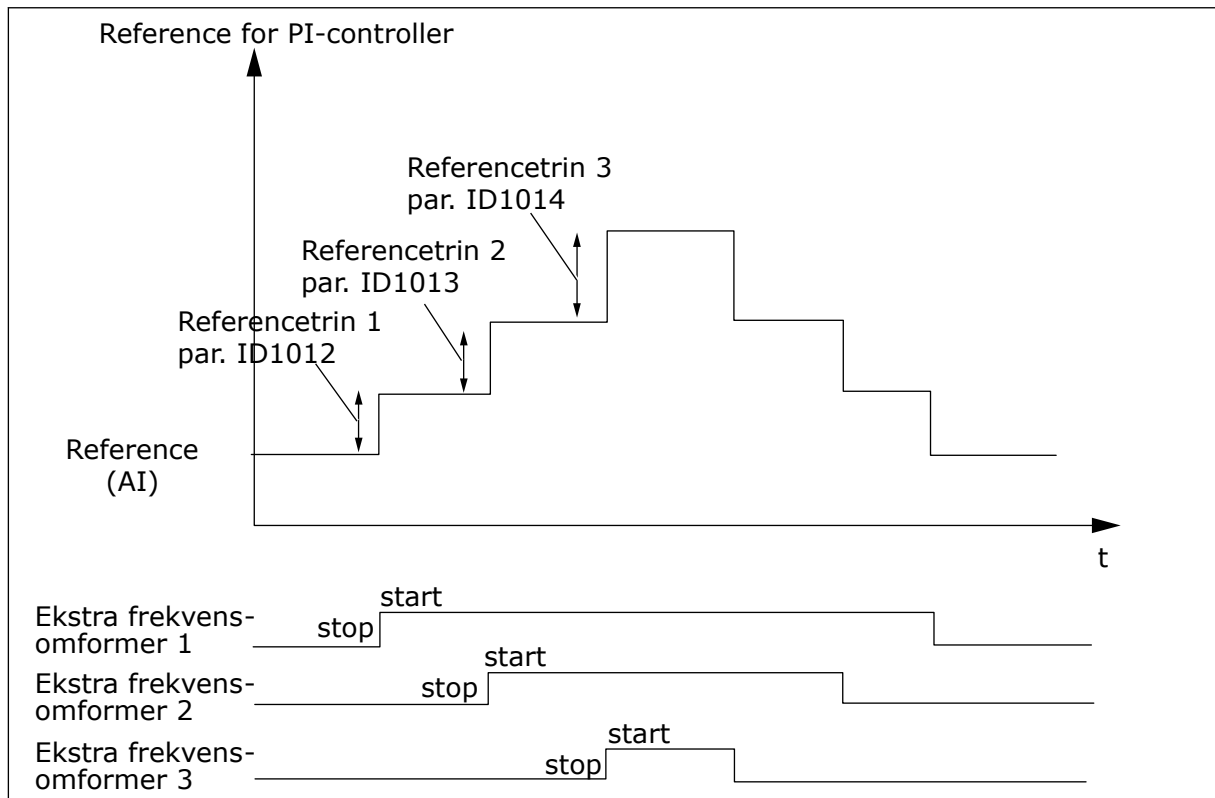 Reference for PI-controller
Referencetrin 3
par. ID1014
Referencetrin 2
par. ID1013
Referencetrin 1
par. ID1012
Reference
(AI)
t
Ekstra frekvens-
omformer 1
stop
start
Ekstra frekvens-
omformer 2
stop
start
Ekstra frekvens-
omformer 3
stop
start